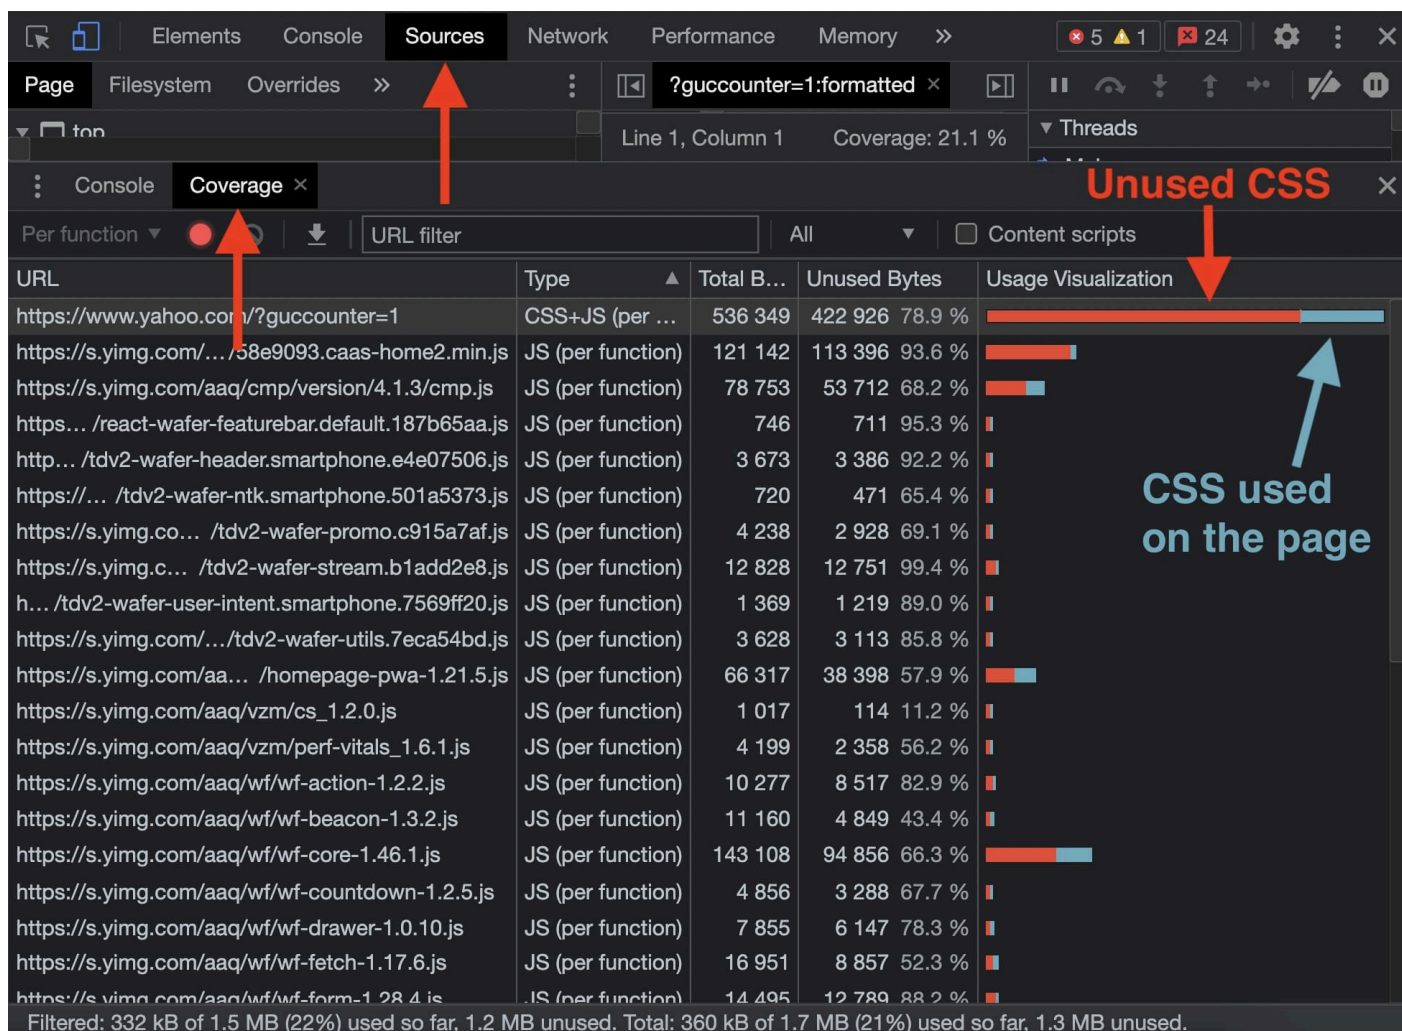 Elements Console Sources Network Performance Memory » 5 1 24
Page Filesystem Overrides » ?guccounter=1:formatted ×
top
Line 1, Column 1 Coverage: 21.1 %
Threads
Console Coverage ×
Unused CSS
Per function URL filter All Content scripts
URL Type Total B... Unused Bytes Usage Visualization
https://www.yahoo.com/?guccounter=1 CSS+JS (per ... 536 349 422 926 78.9 %
https://s.yimg.com/.../58e9093.caas-home2.min.js JS (per function) 121 142 113 396 93.6 %
https://s.yimg.com/aaq/cmp/version/4.1.3/cmp.js JS (per function) 78 753 53 712 68.2 %
https... /react-wafer-featurebar.default.187b65aa.js JS (per function) 746 711 95.3 %
http... /tdv2-wafer-header.smartphone.e4e07506.js JS (per function) 3 673 3 386 92.2 %
https://... /tdv2-wafer-ntk.smartphone.501a5373.js JS (per function) 720 471 65.4 %
https://s.yimg.co... /tdv2-wafer-promo.c915a7af.js JS (per function) 4 238 2 928 69.1 %
https://s.yimg.c... /tdv2-wafer-stream.b1add2e8.js JS (per function) 12 828 12 751 99.4 %
h... /tdv2-wafer-user-intent.smartphone.7569ff20.js JS (per function) 1 369 1 219 89.0 %
https://s.yimg.com/.../tdv2-wafer-utils.7eca54bd.js JS (per function) 3 628 3 113 85.8 %
https://s.yimg.com/aa... /homepage-pwa-1.21.5.js JS (per function) 66 317 38 398 57.9 %
https://s.yimg.com/aaq/vzm/cs_1.2.0.js JS (per function) 1 017 114 11.2 %
https://s.yimg.com/aaq/vzm/perf-vitals_1.6.1.js JS (per function) 4 199 2 358 56.2 %
https://s.yimg.com/aaq/wf/wf-action-1.2.2.js JS (per function) 10 277 8 517 82.9 %
https://s.yimg.com/aaq/wf/wf-beacon-1.3.2.js JS (per function) 11 160 4 849 43.4 %
https://s.yimg.com/aaq/wf/wf-core-1.46.1.js JS (per function) 143 108 94 856 66.3 %
https://s.yimg.com/aaq/wf/wf-countdown-1.2.5.js JS (per function) 4 856 3 288 67.7 %
https://s.yimg.com/aaq/wf/wf-drawer-1.0.10.js JS (per function) 7 855 6 147 78.3 %
https://s.yimg.com/aaq/wf/wf-fetch-1.17.6.js JS (per function) 16 951 8 857 52.3 %
https://s.yimg.com/aaq/wf/wf-form-1.28.4.js JS (per function) 14 495 12 789 88.2 %
CSS used
on the page
Filtered: 332 kB of 1.5 MB (22%) used so far, 1.2 MB unused. Total: 360 kB of 1.7 MB (21%) used so far, 1.3 MB unused.